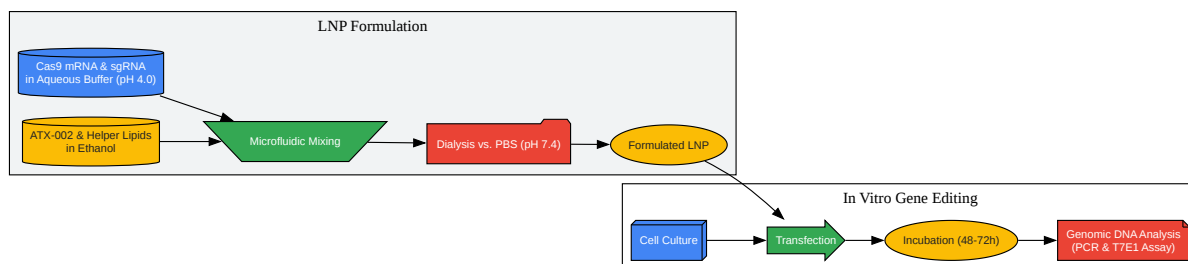 LNP Formulation
Cas9 mRNA & sgRNA
in Aqueous Buffer (pH 4.0)
ATX-002 & Helper Lipids
in Ethanol
Microfluidic Mixing
Dialysis vs. PBS (pH 7.4)
Formulated LNP
In Vitro Gene Editing
Cell Culture
Transfection
Incubation (48-72h)
Genomic DNA Analysis
(PCR & T7E1 Assay)